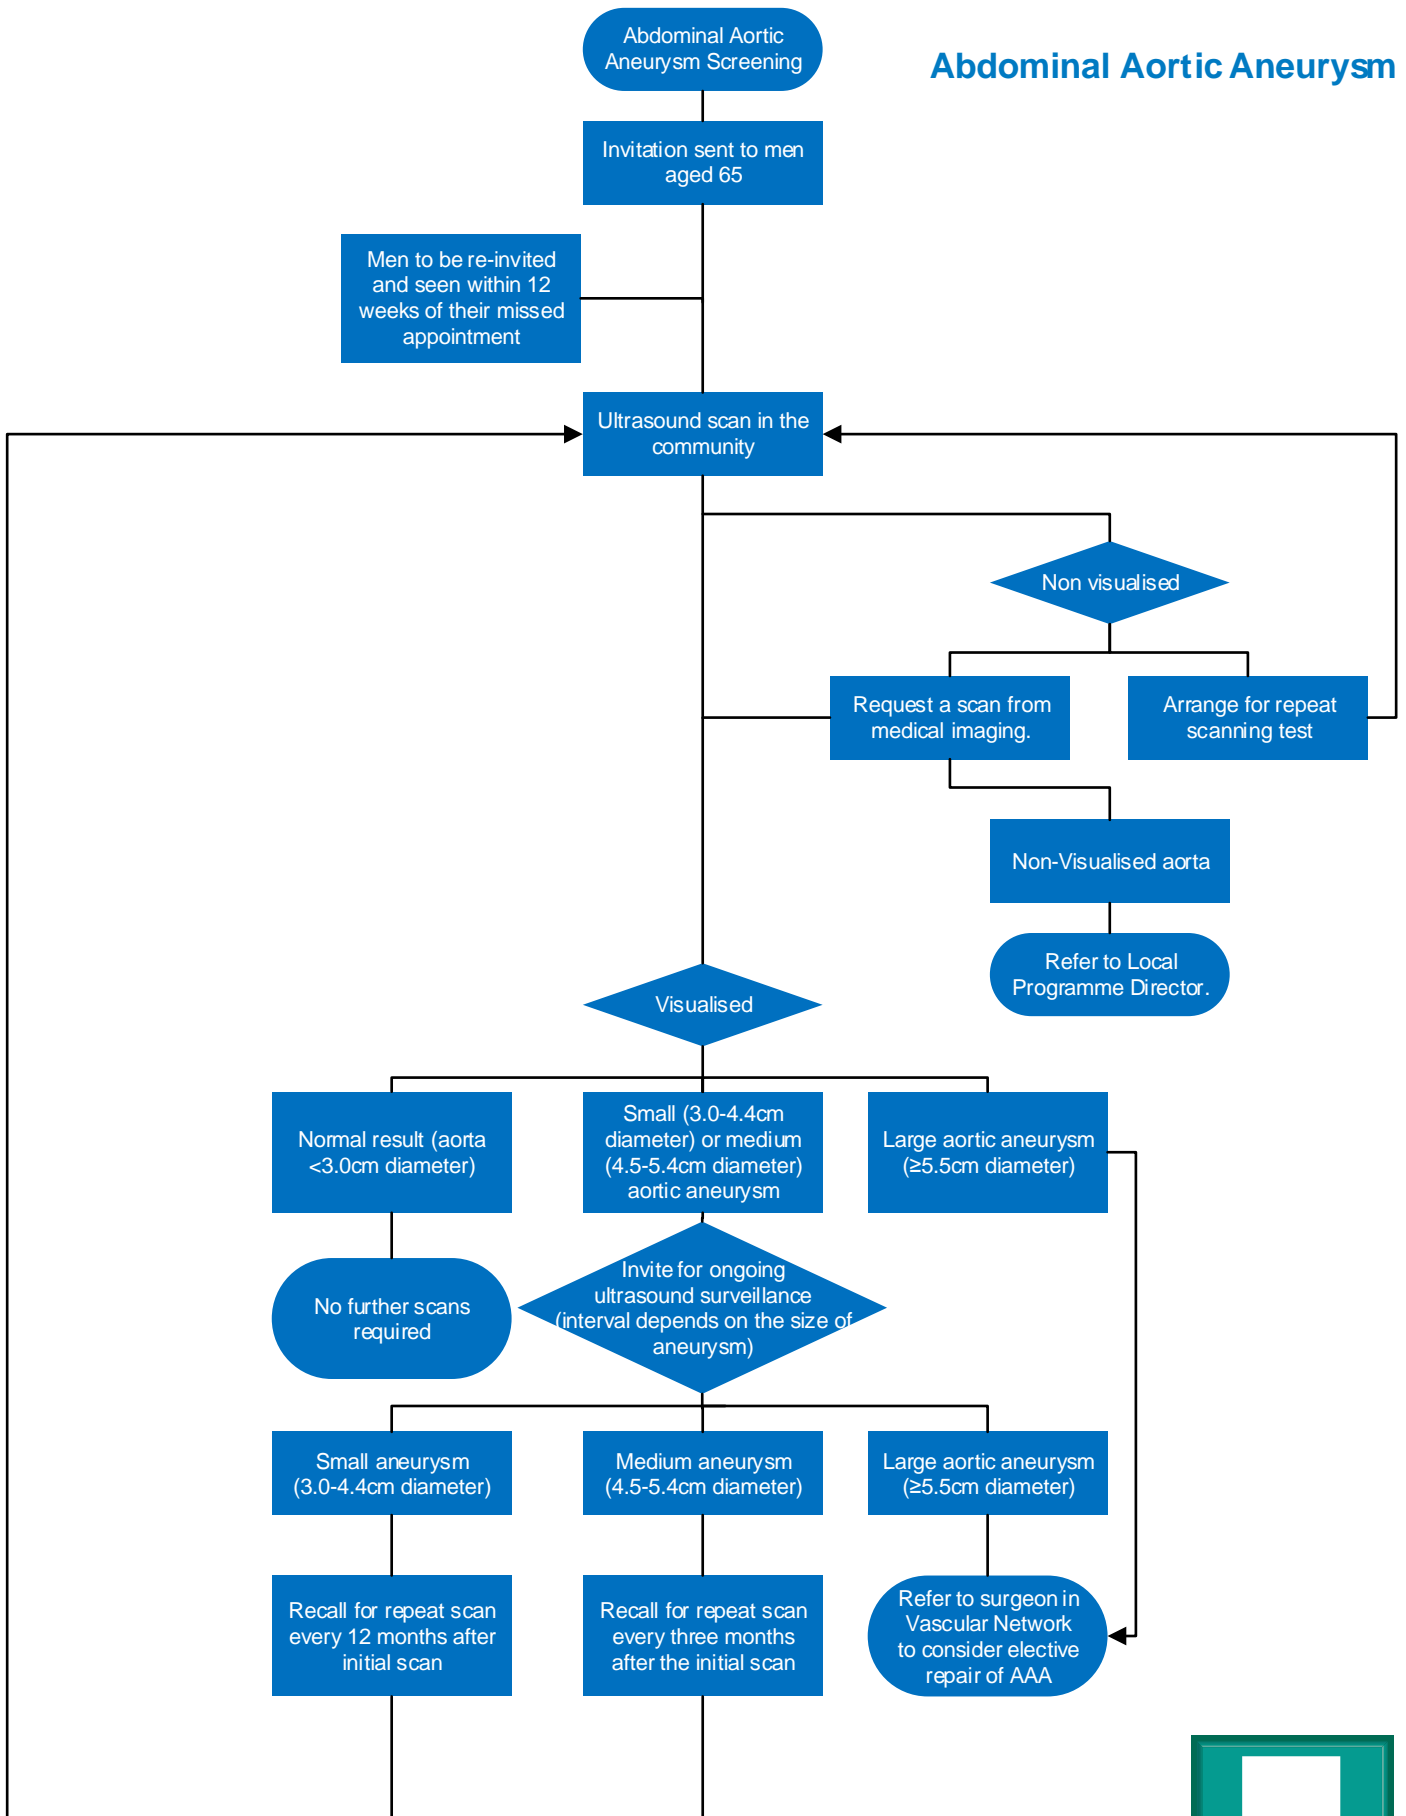 Abdominal Aortic
Aneurysm Screening
Abdominal Aortic Aneurysm
Invitation sent to men
aged 65
Men to be re-invited
and seen within 12
weeks of their missed
appointment
Ultrasound scan in the
community
Non visualised
Request a scan from
medical imaging.
Arrange for repeat
scanning test
Non-Visualised aorta
Refer to Local
Programme Director.
Visualised
Normal result (aorta
<3.0cm diameter)
Small (3.0-4.4cm
diameter) or medium
(4.5-5.4cm diameter)
aortic aneurysm
Large aortic aneurysm
(≥5.5cm diameter)
No further scans
required
Invite for ongoing
ultrasound surveillance
(interval depends on the size of
aneurysm)
Small aneurysm
(3.0-4.4cm diameter)
Medium aneurysm
(4.5-5.4cm diameter)
Large aortic aneurysm
(≥5.5cm diameter)
Recall for repeat scan
every 12 months after
initial scan
Recall for repeat scan
every three months
after the initial scan
Refer to surgeon in
Vascular Network
to consider elective
repair of AAA